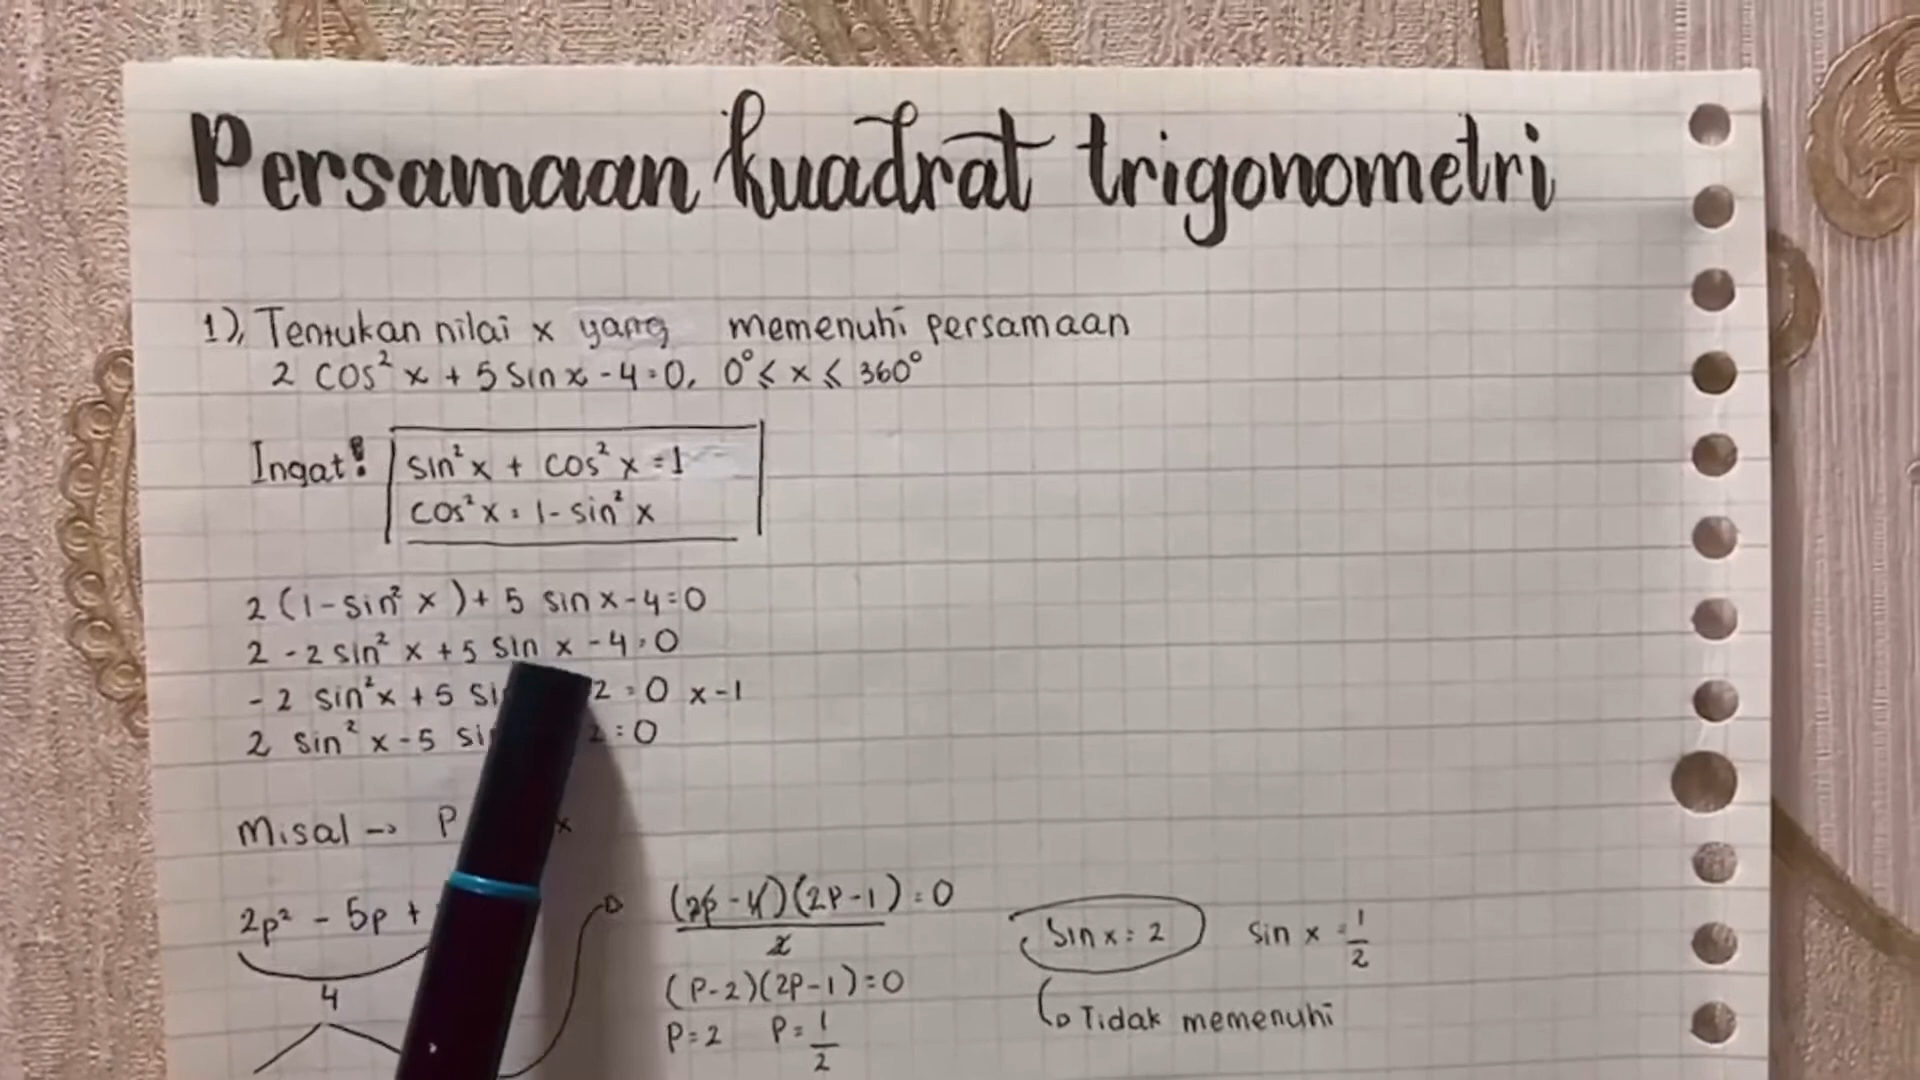 Persamaan kuadrat trigonometri
1), Tentukan nilai x yang memenuhi persamaan
2 cos² x + 5 sin x - 4 = 0, 0° ≤ x ≤ 360°
Ingat!
sin² x + cos² x = 1
cos² x = 1 - sin² x
2 (1 - sin² x) + 5 sin x - 4 = 0
2 - 2 sin² x + 5 sin x - 4 = 0
- 2 sin² x + 5 2 = 0 x - 1
2 sin² x - 5 2 = 0
Misal → P x
2p² - 5p +
4
(2p - 4)(2p - 1) = 0
2
(p - 2)(2p - 1) = 0
p = 2 p = 1/2
sin x = 2 sin x = 1/2
Tidak memenuhi